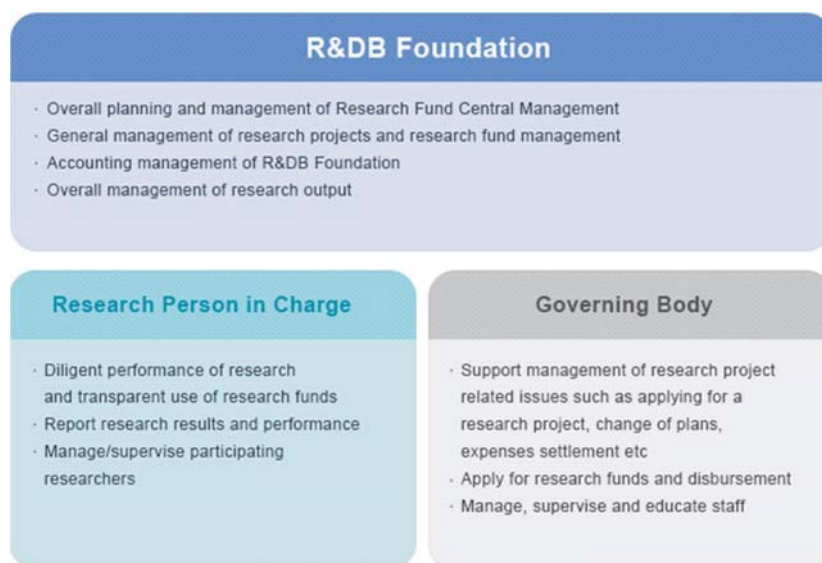 R&DB Foundation
· Overall planning and management of Research Fund Central Management
· General management of research projects and research fund management
· Accounting management of R&DB Foundation
· Overall management of research output
Research Person in Charge
· Diligent performance of research
and transparent use of research funds
· Report research results and performance
· Manage/supervise participating
researchers
Governing Body
· Support management of research project
related issues such as applying for a
research project, change of plans,
expenses settlement etc
· Apply for research funds and disbursement
· Manage, supervise and educate staff